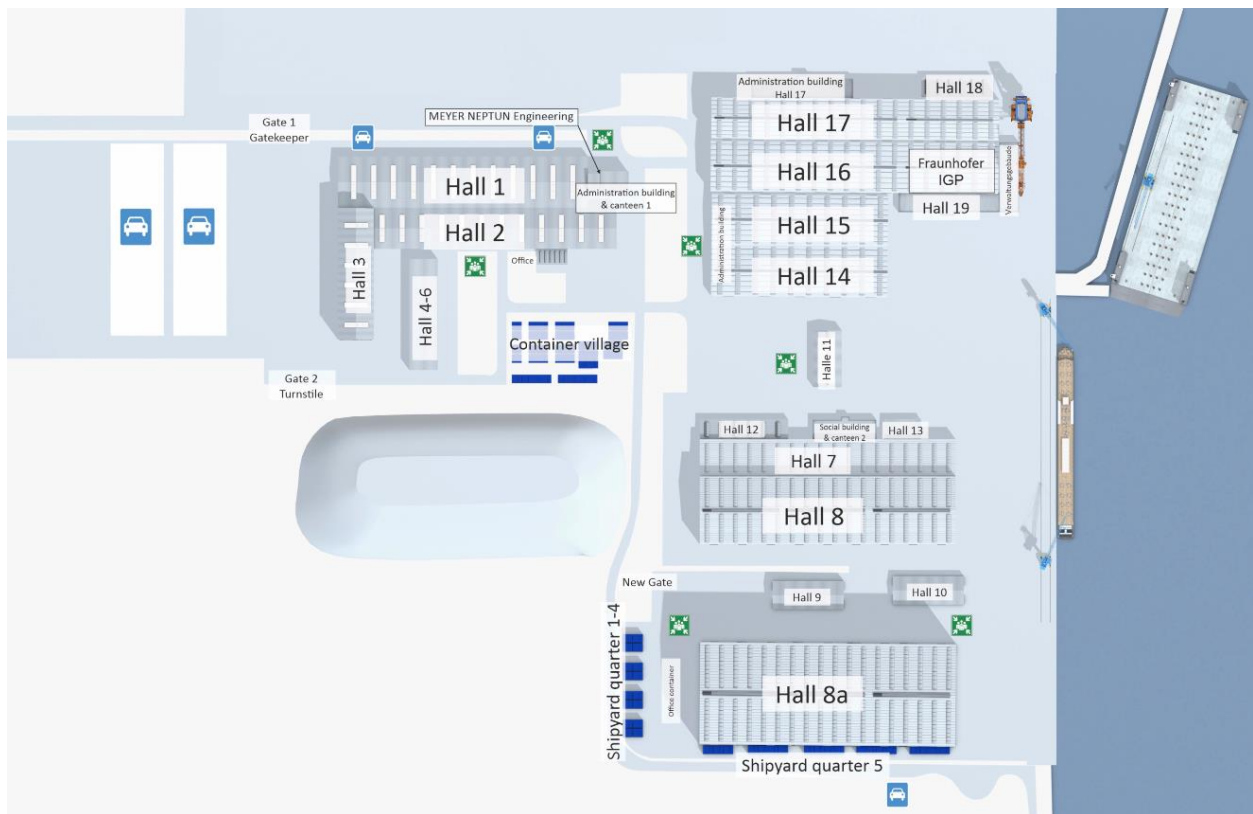 Administration building
Hall 17
Hall 18
MEYER NEPTUN Engineering
Gate 1
Gatekeeper
Hall 17
Hall 1
Hall 16
Fraunhofer
IGP
Verwaltungsgebäude
Administration building
& canteen 1
Hall 19
Hall 2
Hall 15
Administration building
Office
Hall 3
Hall 4-6
Hall 14
Container village
Halle 11
Gate 2
Turnstile
Hall 12
Social building
& canteen 2
Hall 13
Hall 7
Hall 8
New Gate
Hall 9
Hall 10
Shipyard quarter 1-4
Office container
Hall 8a
Shipyard quarter 5